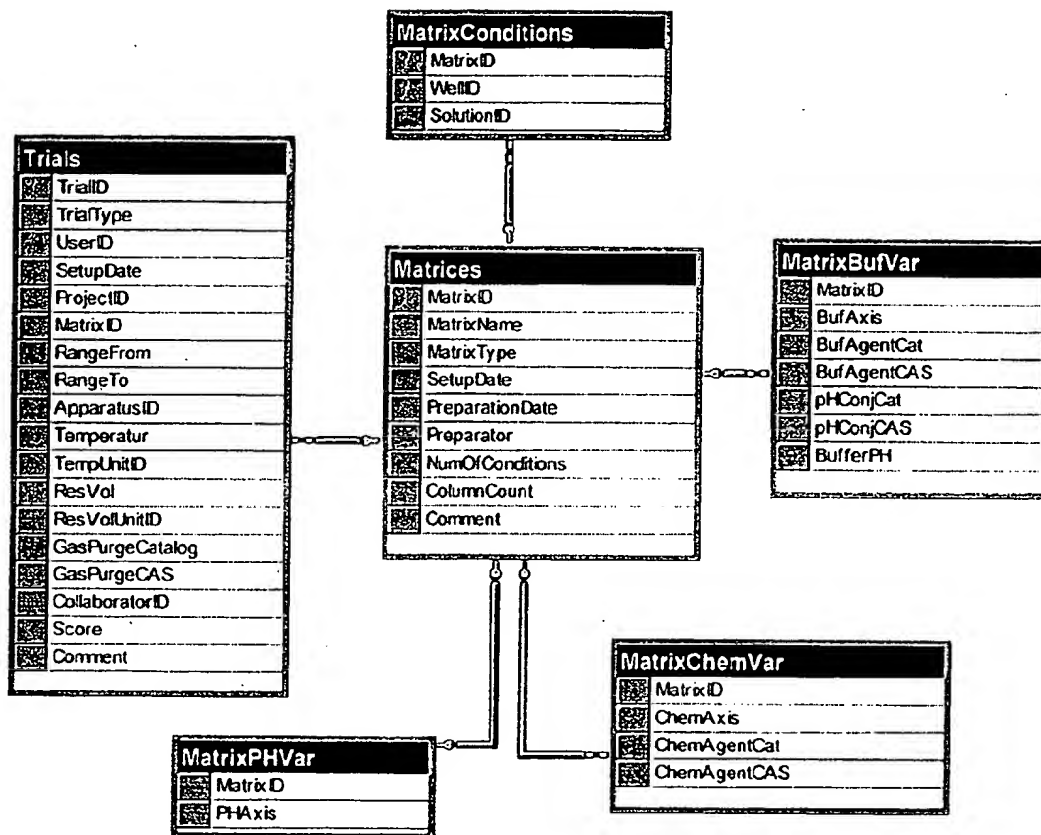 MatrixConditions
MatrixID
WellID
SolutionID
Trials
TrialID
TrialType
UserID
SetupDate
ProjectID
MatrixID
RangeFrom
RangeTo
ApparatusID
Temperatur
TempUnitID
ResVol
ResVolUnitID
GasPurgeCatalog
GasPurgeCAS
CollaboratorID
Score
Comment
Matrices
MatrixID
MatrixName
MatrixType
SetupDate
PreparationDate
Preparator
NumOfConditions
ColumnCount
Comment
MatrixBufVar
MatrixID
BufAxis
BufAgentCat
BufAgentCAS
pHConjCat
pHConjCAS
BufferPH
MatrixChemVar
MatrixID
ChemAxis
ChemAgentCat
ChemAgentCAS
MatrixPHVar
MatrixID
PHAxis